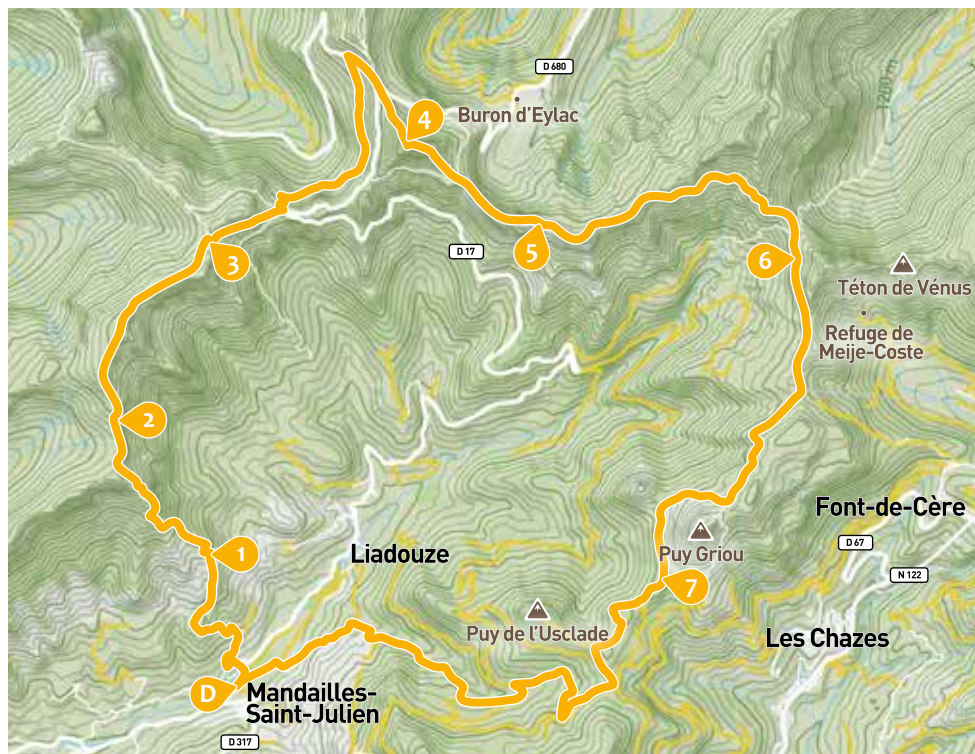 D 680
Buron d'Eylac
4
1200 m
5
3
D 17
6
Téton de Vénus
Refuge de
Meije-Coste
2
Font-de-Cère
1
Liadouze
Puy Griou
D 67
N 122
7
Puy de l'Usclade
Les Chazes
D
Mandailles-
Saint-Julien
D 317